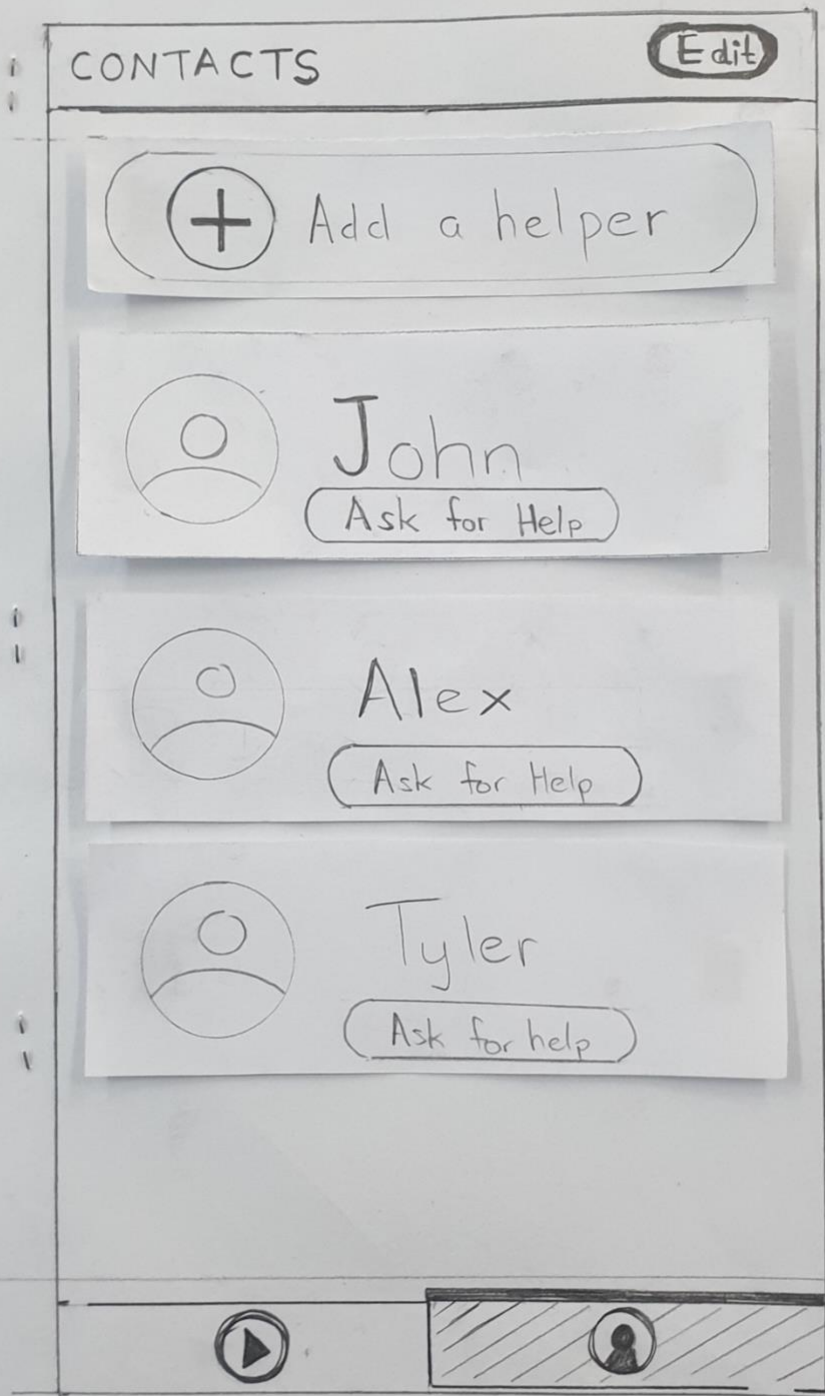 CONTACTS
Edit
Add a helper
John
Ask for Help
Alex
Ask for Help
Tyler
Ask for help